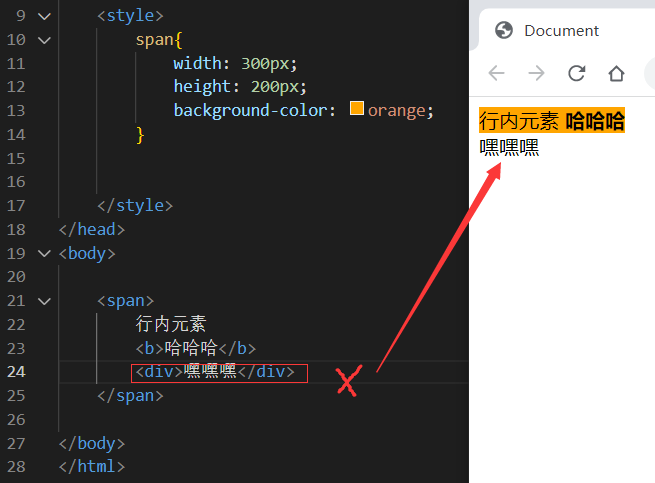 9 <style>
10 span{
11 width: 300px;
12 height: 200px;
13 background-color: orange;
14 }
15
16
17 </style>
18 </head>
19 <body>
20
21 <span>
22 行内元素
23 <b>哈哈哈</b>
24 <div>嘿嘿嘿</div>
25 </span>
26
27 </body>
28 </html>
Document
行内元素 哈哈哈
嘿嘿嘿